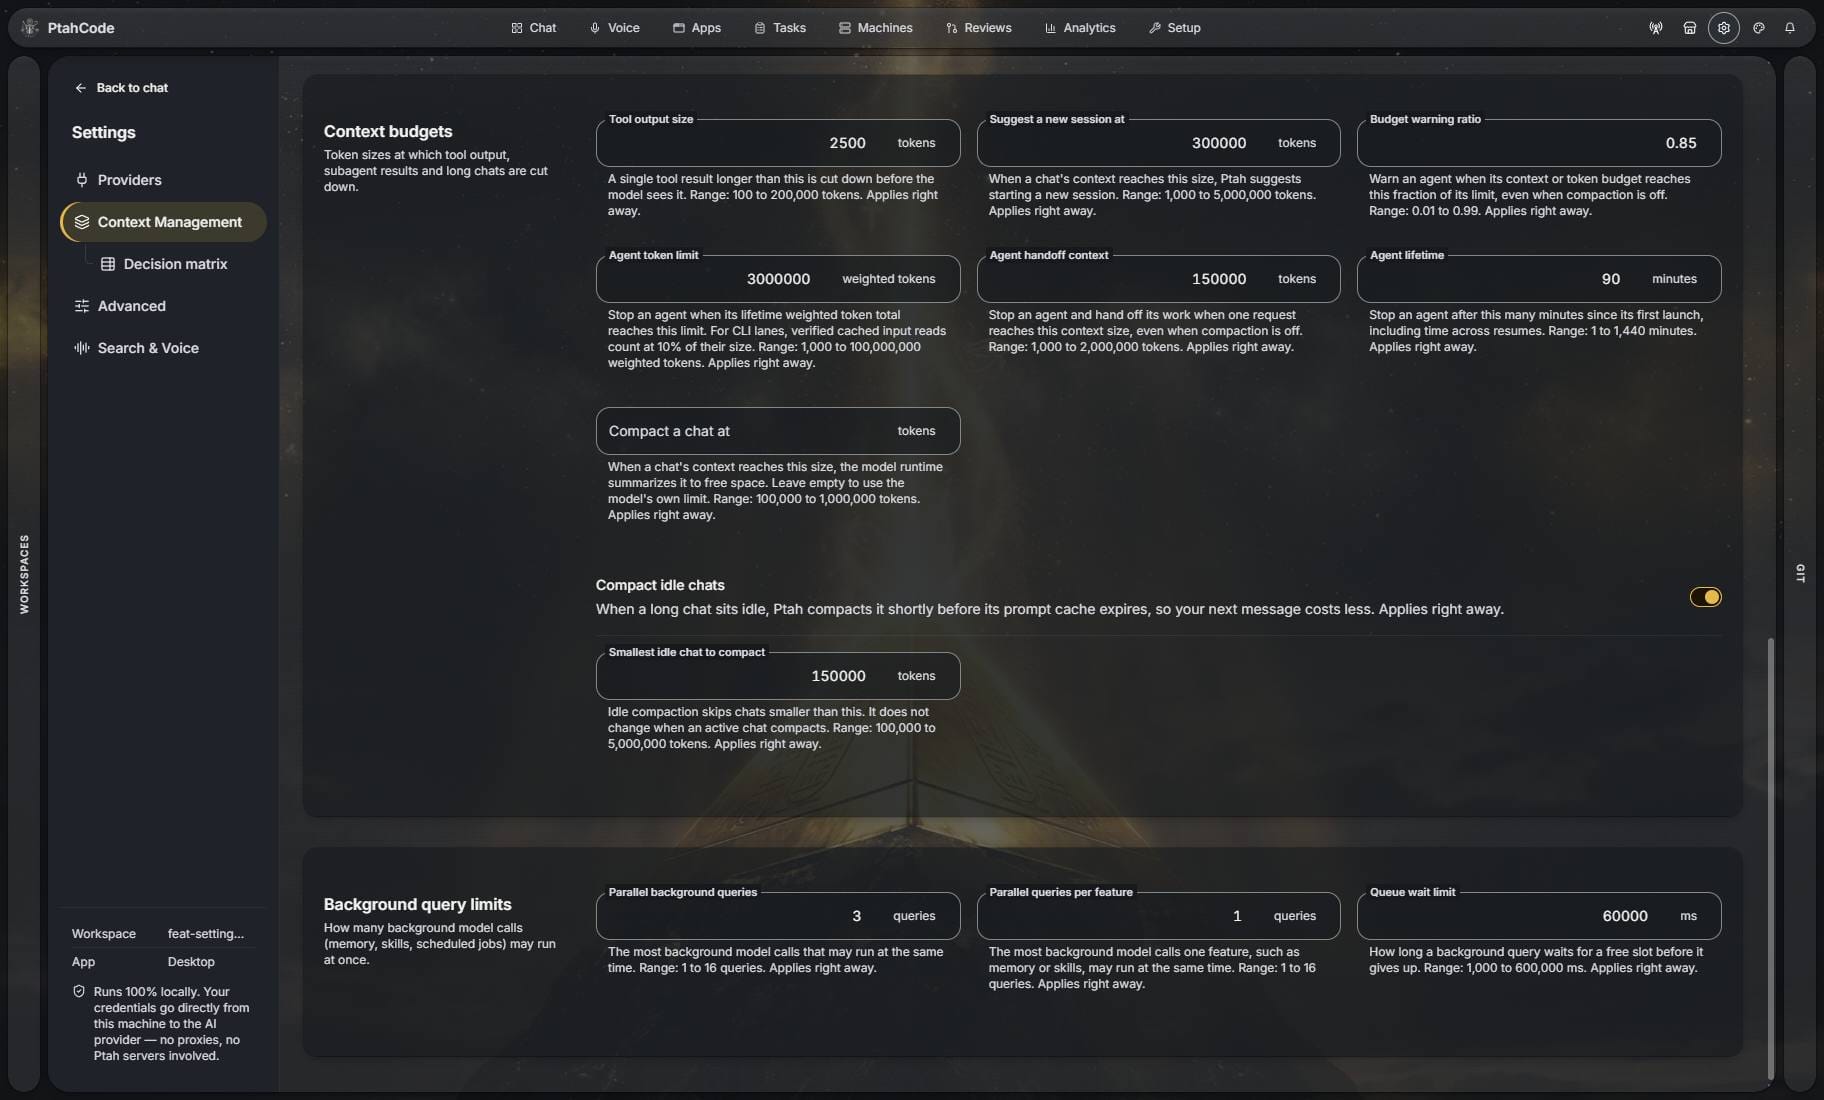 PtahCode
Chat
Voice
Apps
Tasks
Machines
Reviews
Analytics
Setup
WORKSPACES
Back to chat
Settings
Providers
Context Management
Decision matrix
Advanced
Search & Voice
Workspace feat-setting...
App Desktop
Runs 100% locally. Your
credentials go directly from
this machine to the AI
provider — no proxies, no
Ptah servers involved.
Context budgets
Token sizes at which tool output,
subagent results and long chats are cut
down.
Tool output size
2500 tokens
A single tool result longer than this is cut down before the
model sees it. Range: 100 to 200,000 tokens. Applies right
away.
Suggest a new session at
300000 tokens
When a chat's context reaches this size, Ptah suggests
starting a new session. Range: 1,000 to 5,000,000 tokens.
Applies right away.
Budget warning ratio
0.85
Warn an agent when its context or token budget reaches
this fraction of its limit, even when compaction is off.
Range: 0.01 to 0.99. Applies right away.
Agent token limit
3000000 weighted tokens
Stop an agent when its lifetime weighted token total
reaches this limit. For CLI lanes, verified cached input reads
count at 10% of their size. Range: 1,000 to 100,000,000
weighted tokens. Applies right away.
Agent handoff context
150000 tokens
Stop an agent and hand off its work when one request
reaches this context size, even when compaction is off.
Range: 1,000 to 2,000,000 tokens. Applies right away.
Agent lifetime
90 minutes
Stop an agent after this many minutes since its first launch,
including time across resumes. Range: 1 to 1,440 minutes.
Applies right away.
Compact a chat at tokens
When a chat's context reaches this size, the model runtime
summarizes it to free space. Leave empty to use the
model's own limit. Range: 100,000 to 1,000,000 tokens.
Applies right away.
Compact idle chats
When a long chat sits idle, Ptah compacts it shortly before its prompt cache expires, so your next message costs less. Applies right away.
Smallest idle chat to compact
150000 tokens
Idle compaction skips chats smaller than this. It does not
change when an active chat compacts. Range: 100,000 to
5,000,000 tokens. Applies right away.
Background query limits
How many background model calls
(memory, skills, scheduled jobs) may run
at once.
Parallel background queries
3 queries
The most background model calls that may run at the same
time. Range: 1 to 16 queries. Applies right away.
Parallel queries per feature
1 queries
The most background model calls one feature, such as
memory or skills, may run at the same time. Range: 1 to 16
queries. Applies right away.
Queue wait limit
60000 ms
How long a background query waits for a free slot before it
gives up. Range: 1,000 to 600,000 ms. Applies right away.
GIT